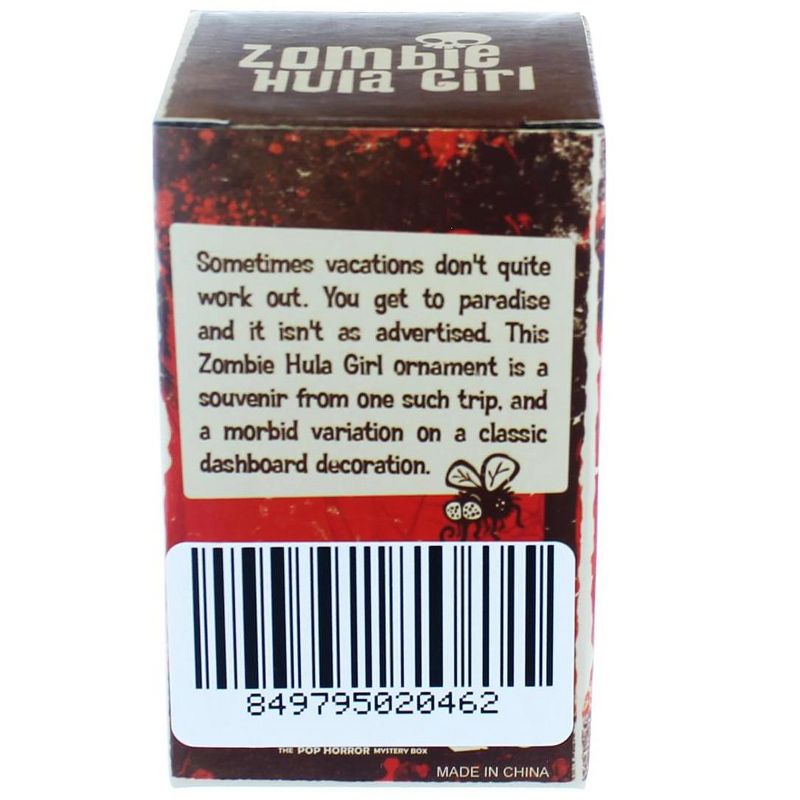 Zombie
Hula Girl
Sometimes vacations don't quite
work out. You get to paradise
and it isn't as advertised. This
Zombie Hula Girl ornament is a
souvenir from one such trip, and
a morbid variation on a classic
dashboard decoration.
849795020462
THE POP HORROR MYSTERY BOX
MADE IN CHINA